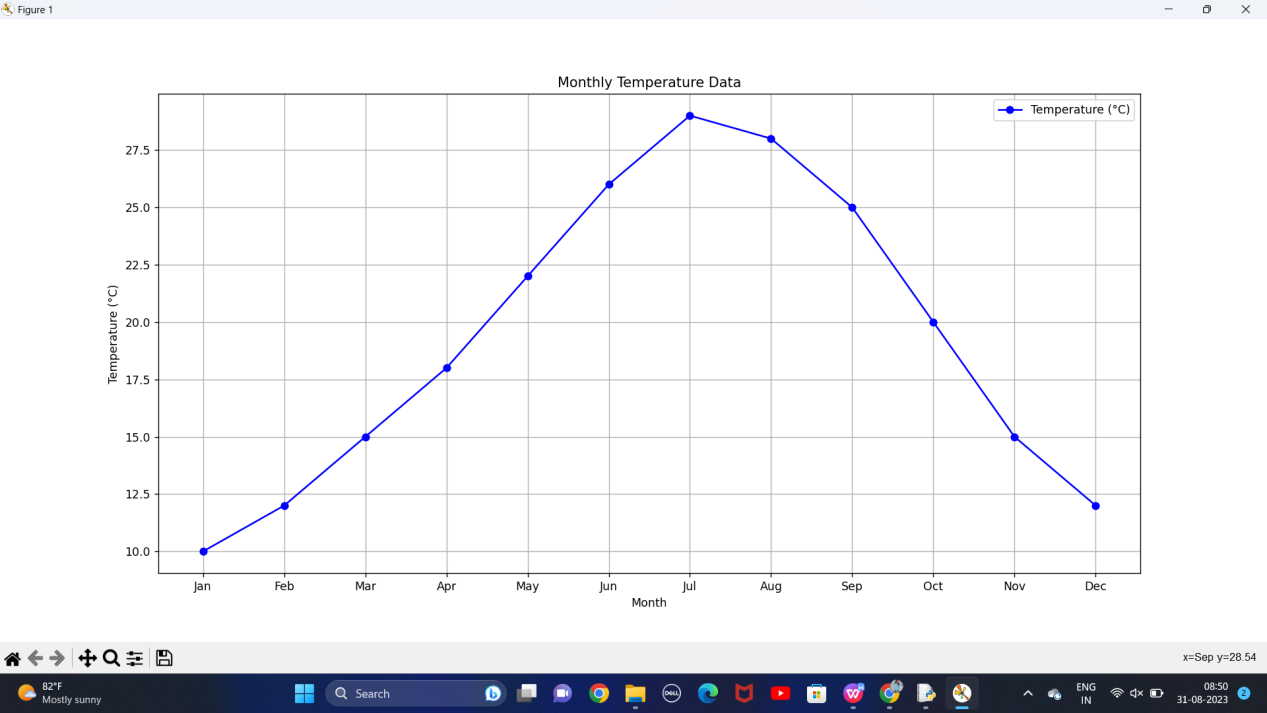 Figure 1
Monthly Temperature Data
Temperature (°C)
27.5
25.0
22.5
20.0
17.5
15.0
12.5
10.0
Temperature (°C)
Jan Feb Mar Apr May Jun Jul Aug Sep Oct Nov Dec
Month
x=Sep y=28.54
82°F
Mostly sunny
Search
DELL
ENG
IN
08:50
31-08-2023
2